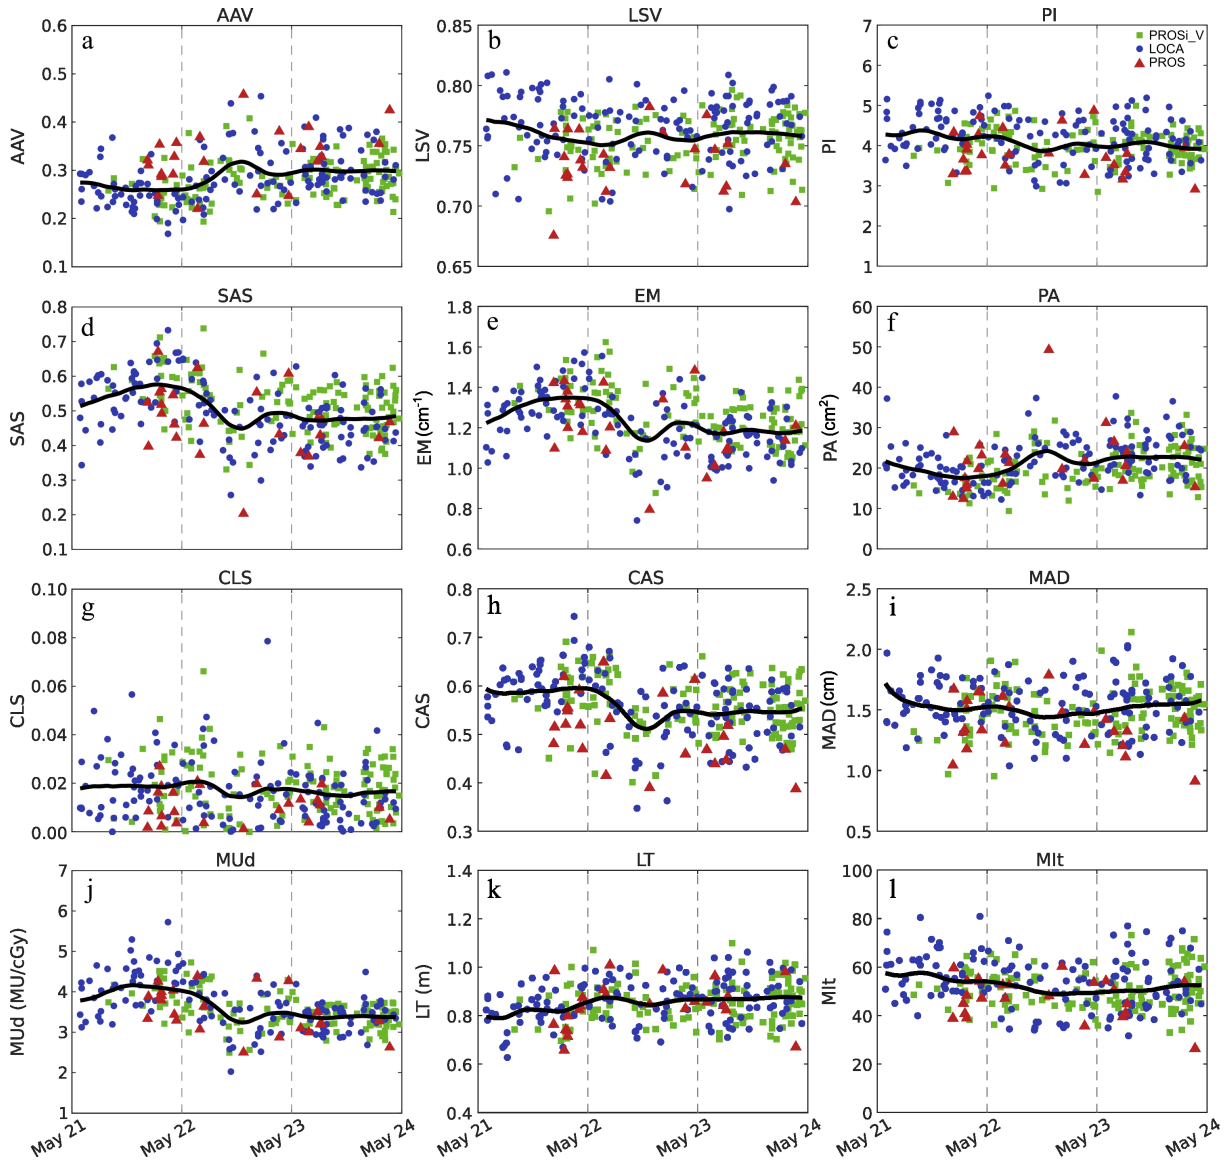 AAV
a
0.6
0.5
0.4
0.3
0.2
0.1
AAV
LSV
b
0.85
0.80
0.75
0.70
0.65
LSV
PI
c
PROSi_V
LOCA
PROS
7
6
5
4
3
2
1
PI
SAS
d
0.8
0.7
0.6
0.5
0.4
0.3
0.2
0.1
SAS
EM
e
1.8
1.6
1.4
1.2
1.0
0.8
0.6
EM (cm⁻¹)
PA
f
60
50
40
30
20
10
0
PA (cm²)
CLS
g
0.10
0.08
0.06
0.04
0.02
0.00
CLS
CAS
h
0.8
0.7
0.6
0.5
0.4
0.3
CAS
MAD
i
2.5
2.0
1.5
1.0
0.5
MAD (cm)
MUd
j
7
6
5
4
3
2
1
MUd (MU/cGy)
May 21
May 22
May 23
May 24
LT
k
1.4
1.2
1.0
0.8
0.6
0.4
LT (m)
May 21
May 22
May 23
May 24
MIt
l
100
80
60
40
20
0
MIt
May 21
May 22
May 23
May 24